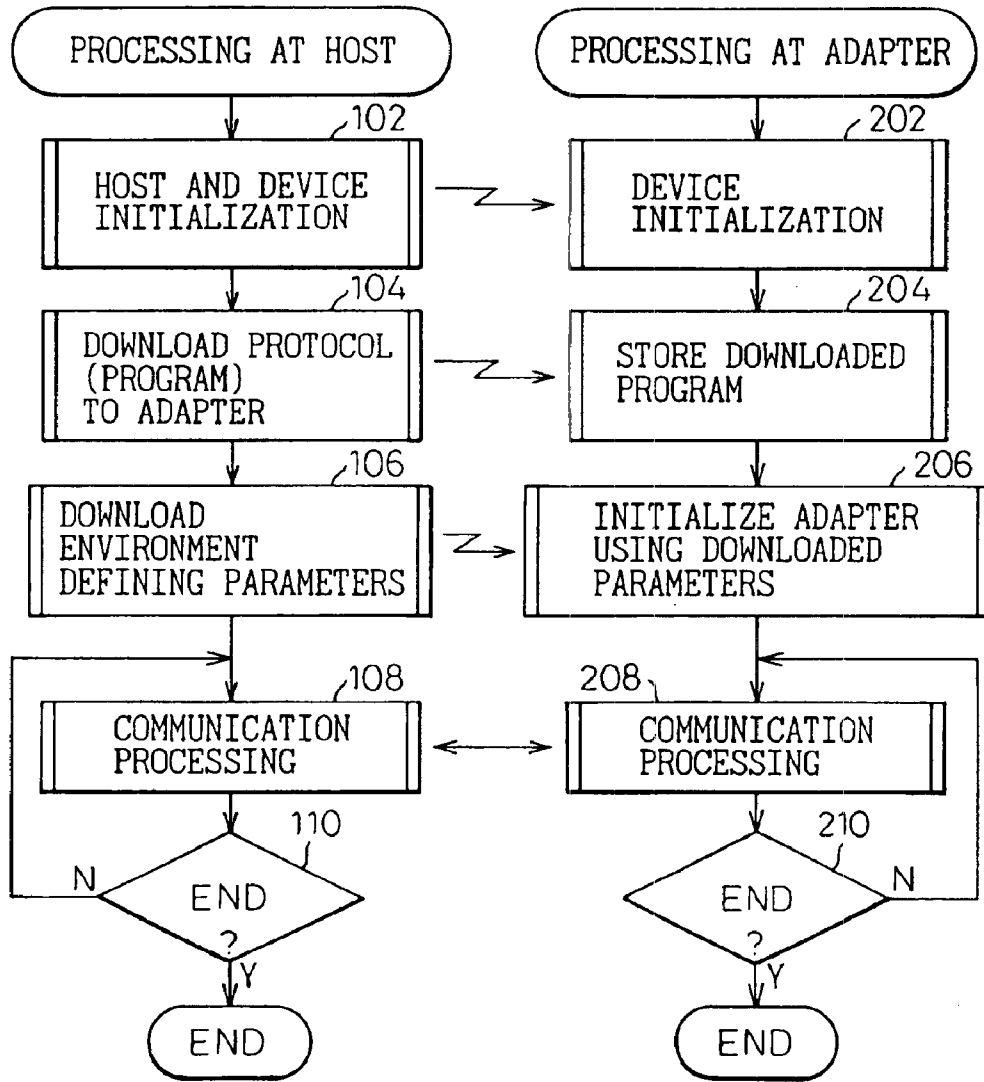 PROCESSING AT HOST
PROCESSING AT ADAPTER
102
HOST AND DEVICE
INITIALIZATION
202
DEVICE
INITIALIZATION
104
DOWNLOAD PROTOCOL
(PROGRAM)
TO ADAPTER
204
STORE DOWNLOADED
PROGRAM
106
DOWNLOAD
ENVIRONMENT
DEFINING PARAMETERS
206
INITIALIZE ADAPTER
USING DOWNLOADED
PARAMETERS
108
COMMUNICATION
PROCESSING
208
COMMUNICATION
PROCESSING
110
N
END
?
Y
END
210
N
END
?
Y
END